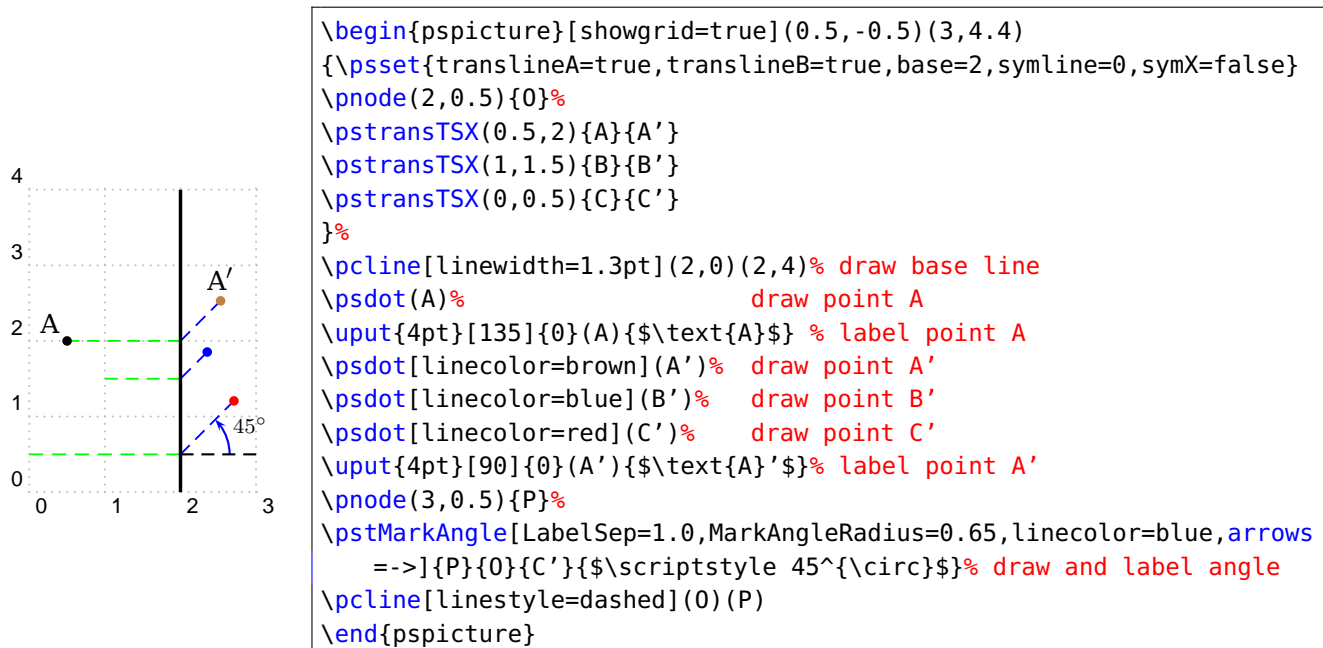 4
3
A′
A
2
1
45°
0
0 1 2 3
\begin{pspicture}[showgrid=true](0.5,-0.5)(3,4.4)
{\psset{translineA=true,translineB=true,base=2,symline=0,symX=false}
\pnode(2,0.5){O}%
\pstransTSX(0.5,2){A}{A’}
\pstransTSX(1,1.5){B}{B’}
\pstransTSX(0,0.5){C}{C’}
}%
\pcline[linewidth=1.3pt](2,0)(2,4)% draw base line
\psdot(A)% draw point A
\uput{4pt}[135]{0}(A){$\text{A}$} % label point A
\psdot[linecolor=brown](A’)% draw point A’
\psdot[linecolor=blue](B’)% draw point B’
\psdot[linecolor=red](C’)% draw point C’
\uput{4pt}[90]{0}(A’){$\text{A}'$}% label point A’
\pnode(3,0.5){P}%
\pstMarkAngle[LabelSep=1.0,MarkAngleRadius=0.65,linecolor=blue,arrows
=->]{P}{O}{C’}{$\scriptstyle 45^{\circ}$}% draw and label angle
\pcline[linestyle=dashed](O)(P)
\end{pspicture}